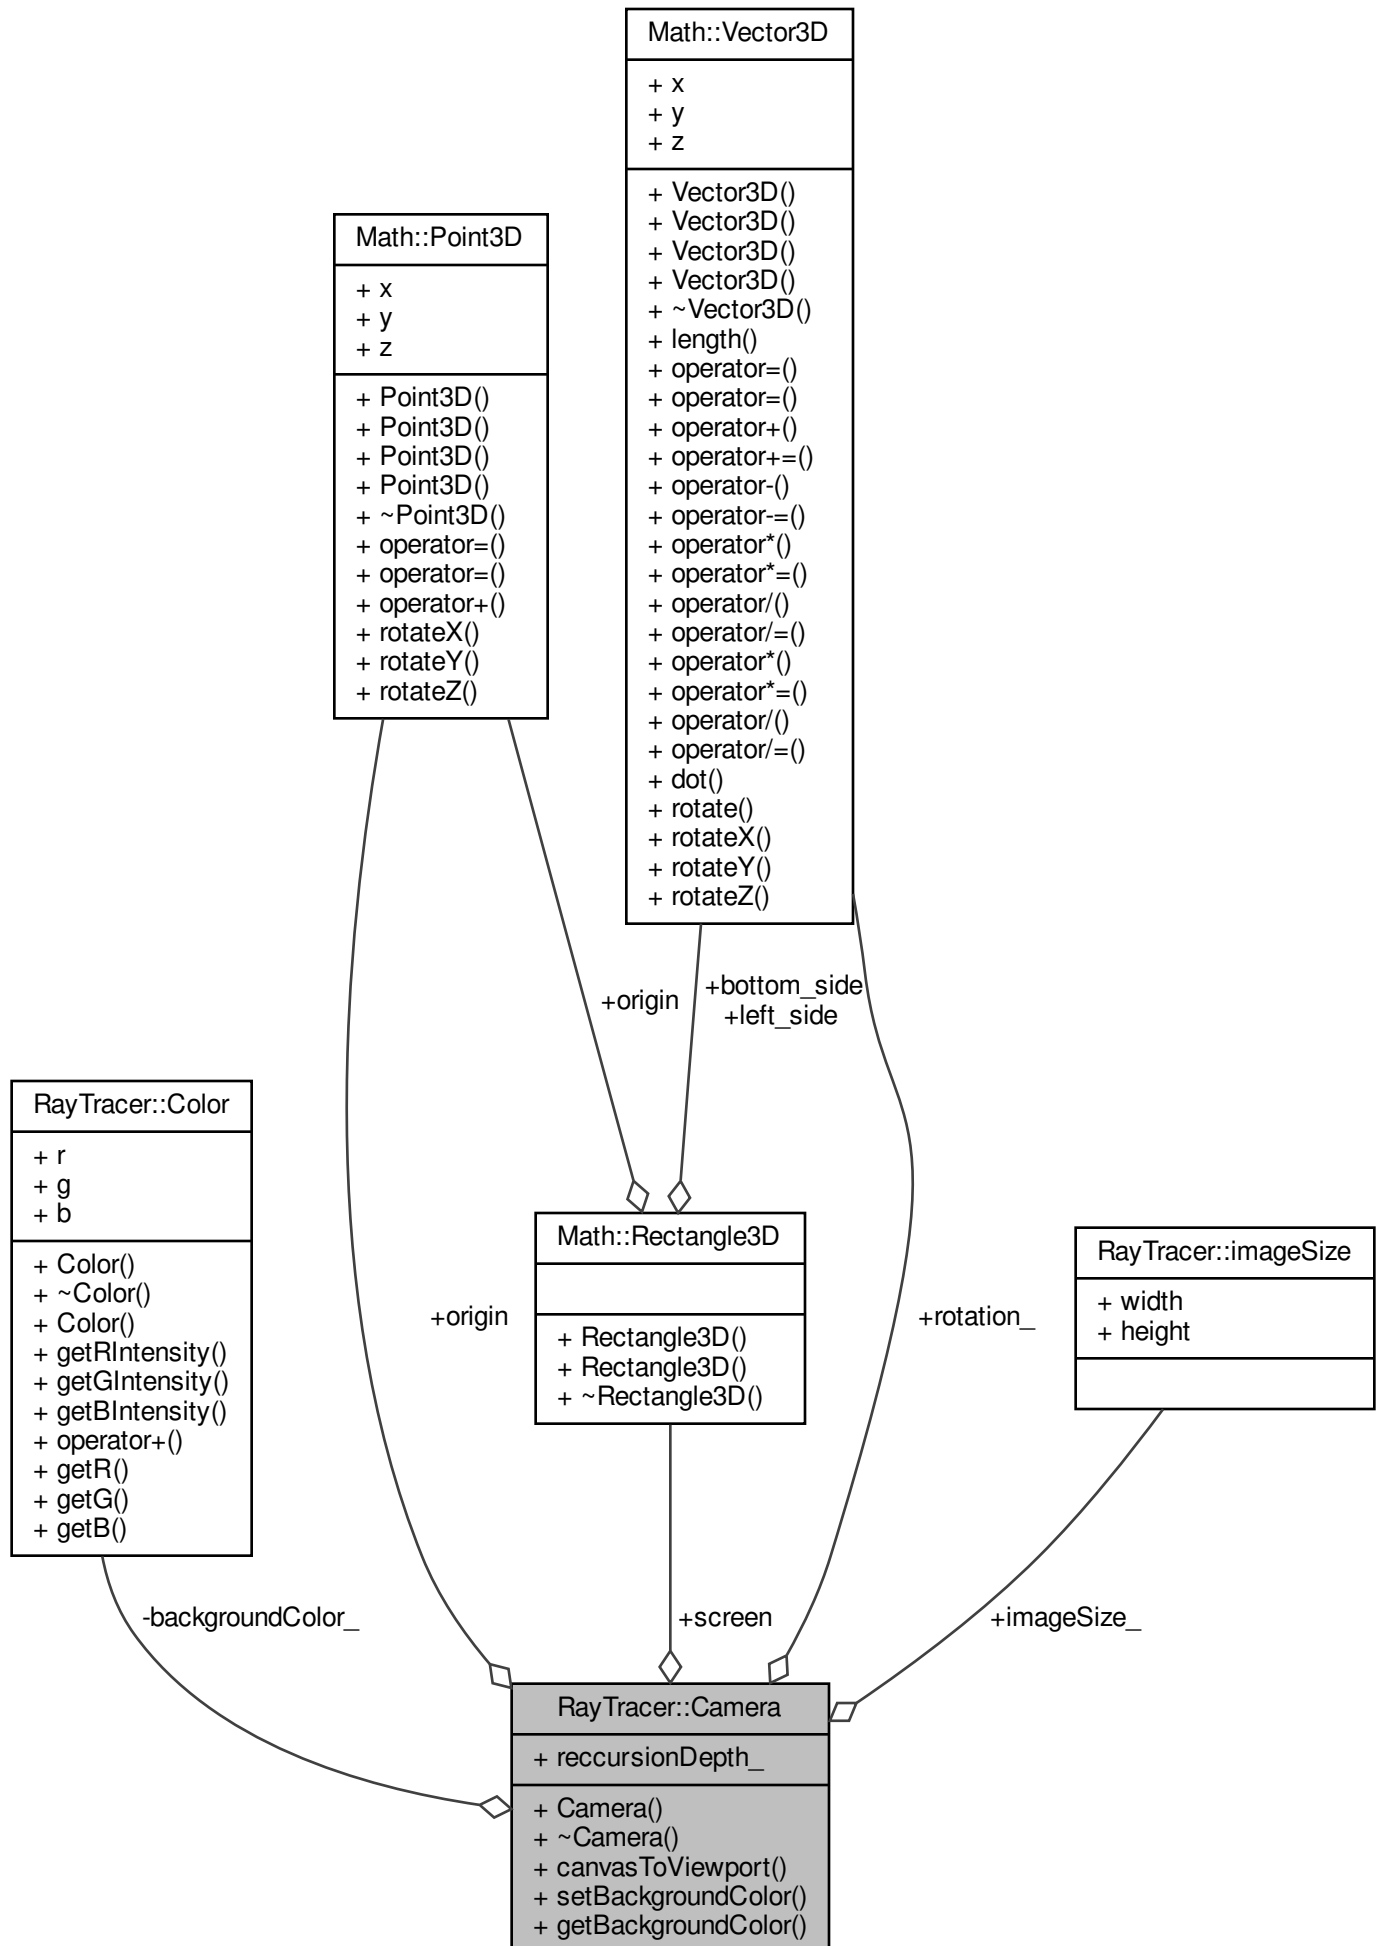 Math::Vector3D
+ x
+ y
+ z
+ Vector3D()
+ Vector3D()
+ Vector3D()
+ Vector3D()
+ ~Vector3D()
+ length()
+ operator=()
+ operator=()
+ operator+()
+ operator+=()
+ operator-()
+ operator-=()
+ operator*()
+ operator*=()
+ operator/()
+ operator/=()
+ operator*()
+ operator*=()
+ operator/()
+ operator/=()
+ dot()
+ rotate()
+ rotateX()
+ rotateY()
+ rotateZ()
Math::Point3D
+ x
+ y
+ z
+ Point3D()
+ Point3D()
+ Point3D()
+ Point3D()
+ ~Point3D()
+ operator=()
+ operator=()
+ operator+()
+ rotateX()
+ rotateY()
+ rotateZ()
+origin
+bottom_side
+left_side
RayTracer::Color
+ r
+ g
+ b
+ Color()
+ ~Color()
+ Color()
+ getRIntensity()
+ getGIntensity()
+ getBIntensity()
+ operator+()
+ getR()
+ getG()
+ getB()
+origin
Math::Rectangle3D
+ Rectangle3D()
+ Rectangle3D()
+ ~Rectangle3D()
+rotation_
RayTracer::imageSize
+ width
+ height
-backgroundColor_
+screen
+imageSize_
RayTracer::Camera
+ reccursionDepth_
+ Camera()
+ ~Camera()
+ canvasToViewport()
+ setBackgroundColor()
+ getBackgroundColor()